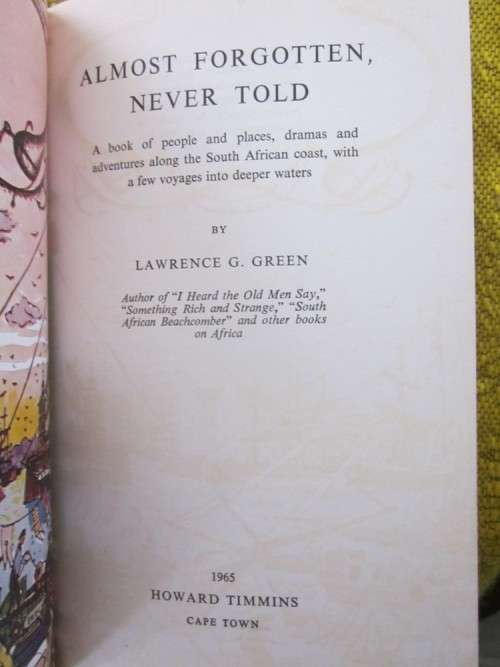 ALMOST FORGOTTEN,
NEVER TOLD
A book of people and places, dramas and
adventures along the South African coast, with
a few voyages into deeper waters
BY
LAWRENCE G. GREEN
Author of "I Heard the Old Men Say,"
"Something Rich and Strange," "South
African Beachcomber" and other books
on Africa
1965
HOWARD TIMMINS
CAPE TOWN